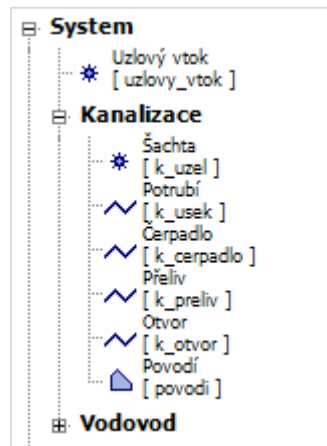 System
Uzlový vtok
[ uzlovy_vtok ]
Kanalizace
Šachta
[ k_uzel ]
Potrubí
[ k_usek ]
Čerpadlo
[ k_cerpadlo ]
Přeliv
[ k_preliv ]
Otvor
[ k_otvor ]
Povodí
[ povodi ]
Vodovod